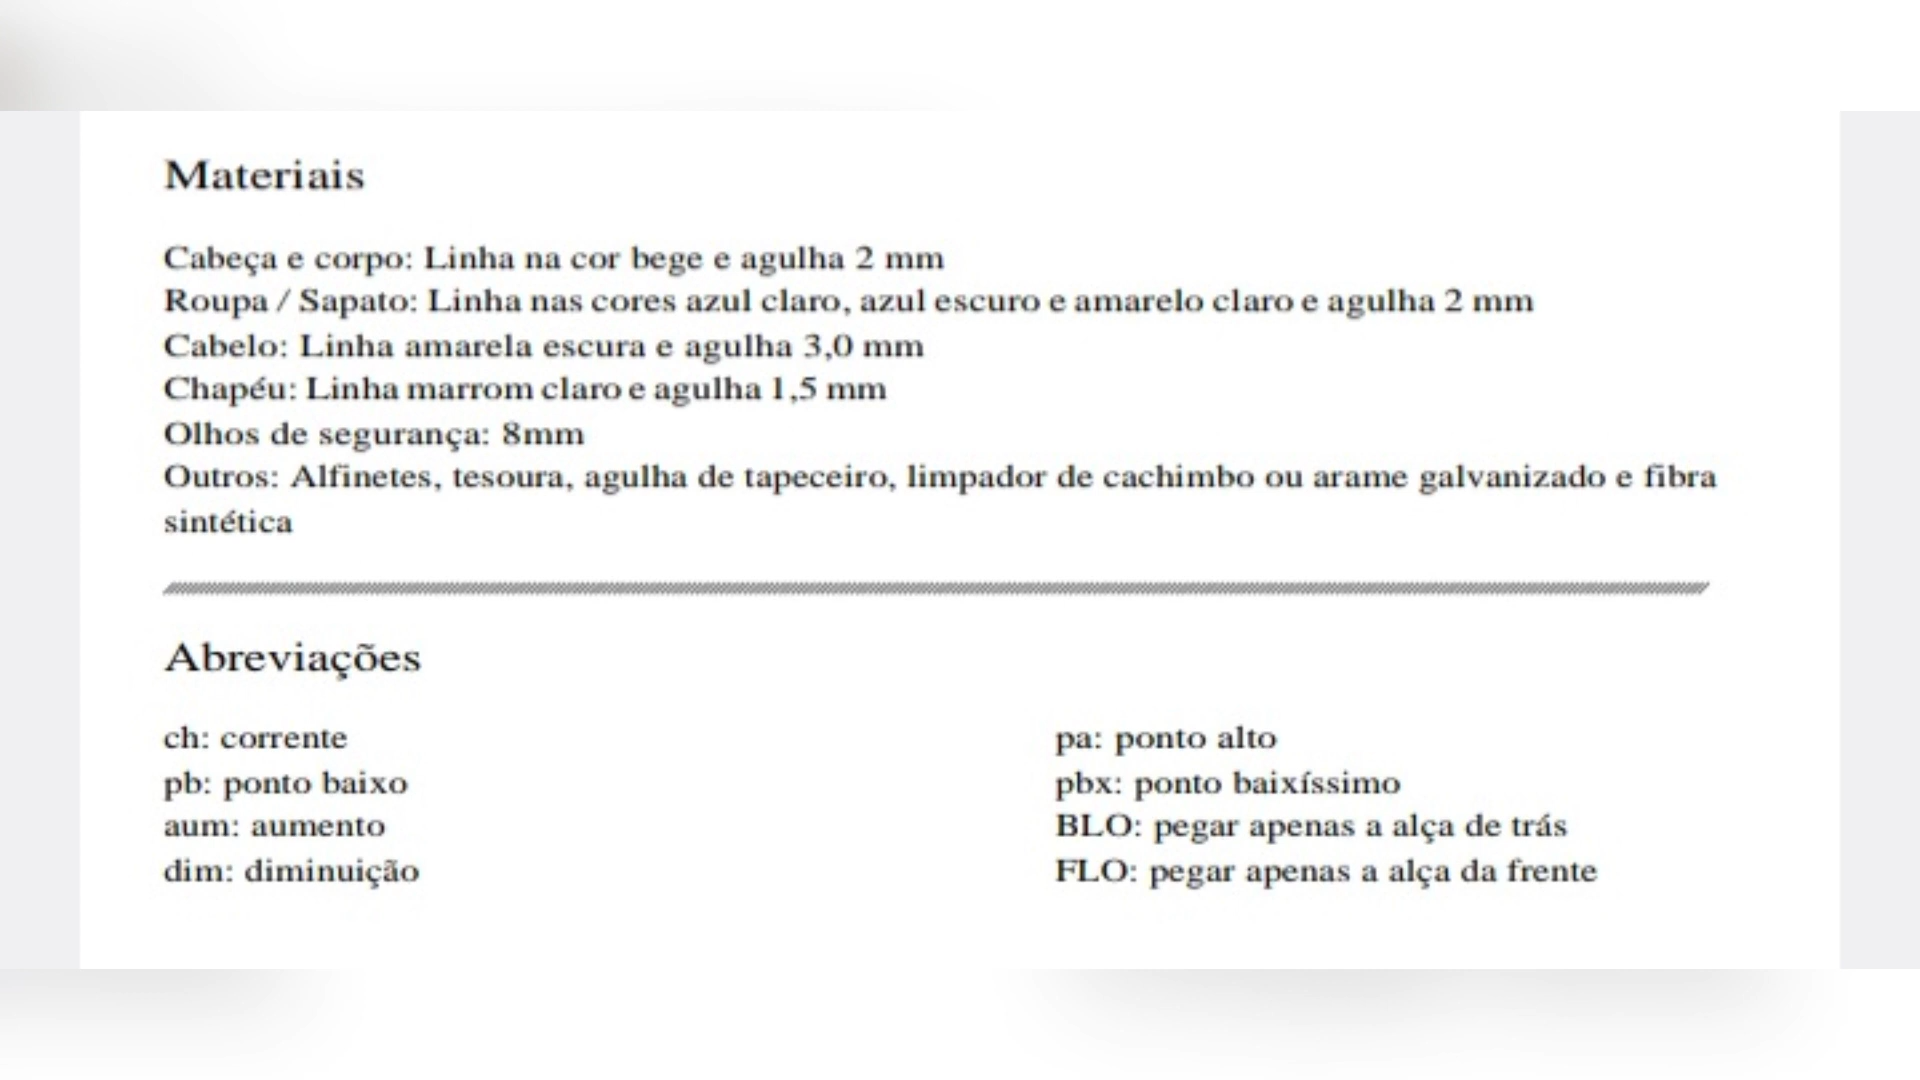 Materiais
Cabeça e corpo: Linha na cor bege e agulha 2 mm
Roupa / Sapato: Linha nas cores azul claro, azul escuro e amarelo claro e agulha 2 mm
Cabelo: Linha amarela escura e agulha 3,0 mm
Chapéu: Linha marrom claro e agulha 1,5 mm
Olhos de segurança: 8mm
Outros: Alfinetes, tesoura, agulha de tapeceiro, limpador de cachimbo ou arame galvanizado e fibra
sintética
Abreviações
ch: corrente
pb: ponto baixo
aum: aumento
dim: diminuição
pa: ponto alto
pbx: ponto baixíssimo
BLO: pegar apenas a alça de trás
FLO: pegar apenas a alça da frente